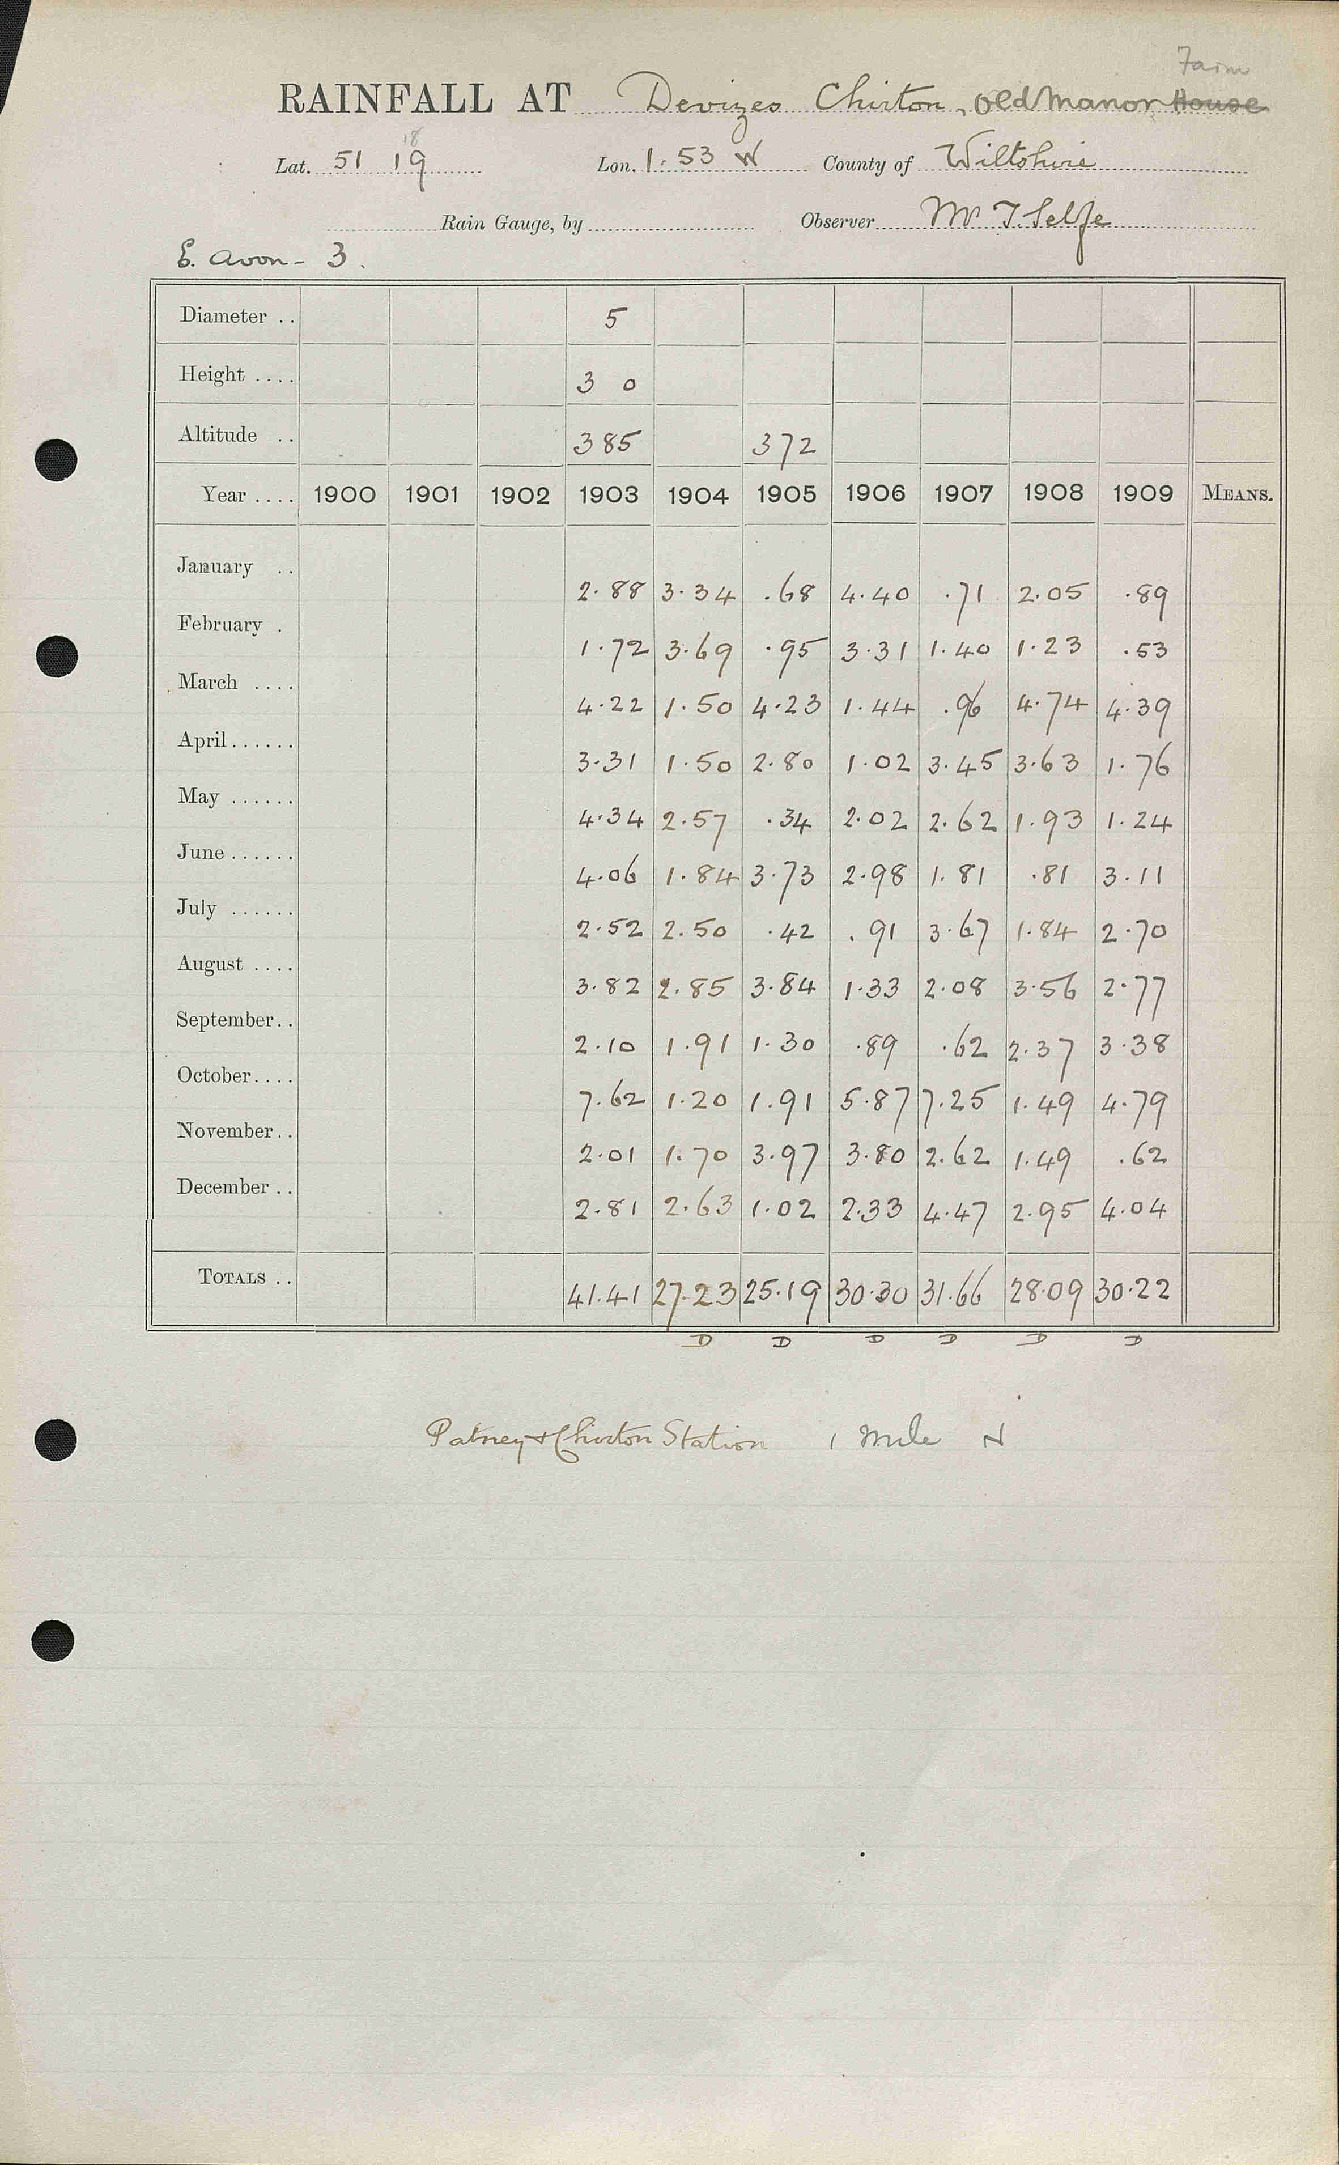 Farm
RAINFALL AT Devizes Chirton, Old Manor House
18
Lat. 51 19 Lon. 1.53 W County of Wiltshire
Rain Gauge, by Observer Mr T. Selfe
E. Avon - 3.
Diameter .. 5
Height .... 3 0
Altitude .. 385 372
Year .... 1900 1901 1902 1903 1904 1905 1906 1907 1908 1909 MEANS.
January .. 2.88 3.34 .68 4.40 .71 2.05 .89
February . 1.72 3.69 .95 3.31 1.40 1.23 .53
March .... 4.22 1.50 4.23 1.44 .96 4.74 4.39
April...... 3.31 1.50 2.80 1.02 3.45 3.63 1.76
May ...... 4.34 2.57 .34 2.02 2.62 1.93 1.24
June...... 4.06 1.84 3.73 2.98 1.81 .81 3.11
July ...... 2.52 2.50 .42 .91 3.67 1.84 2.70
August .... 3.82 2.85 3.84 1.33 2.08 3.56 2.77
September.. 2.10 1.91 1.30 .89 .62 2.37 3.38
October.... 7.62 1.20 1.91 5.87 7.25 1.49 4.79
November.. 2.01 1.70 3.97 3.80 2.62 1.49 .62
December .. 2.81 2.63 1.02 2.33 4.47 2.95 4.04
TOTALS .. 41.41 27.23 25.19 30.30 31.66 28.09 30.22
D D D D D D
Patney & Chirton Station 1 mile N